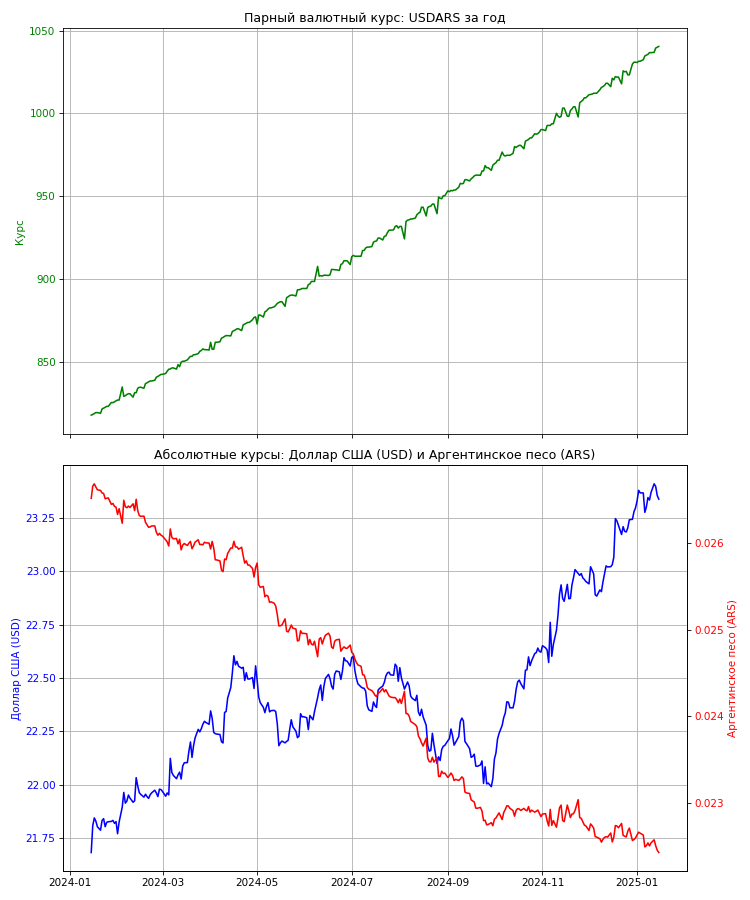 Парный валютный курс: USDARS за год
1050
1000
950
900
850
Курс
Абсолютные курсы: Доллар США (USD) и Аргентинское песо (ARS)
23.25
23.00
22.75
22.50
22.25
22.00
21.75
Доллар США (USD)
0.026
0.025
0.024
0.023
Аргентинское песо (ARS)
2024-01 2024-03 2024-05 2024-07 2024-09 2024-11 2025-01